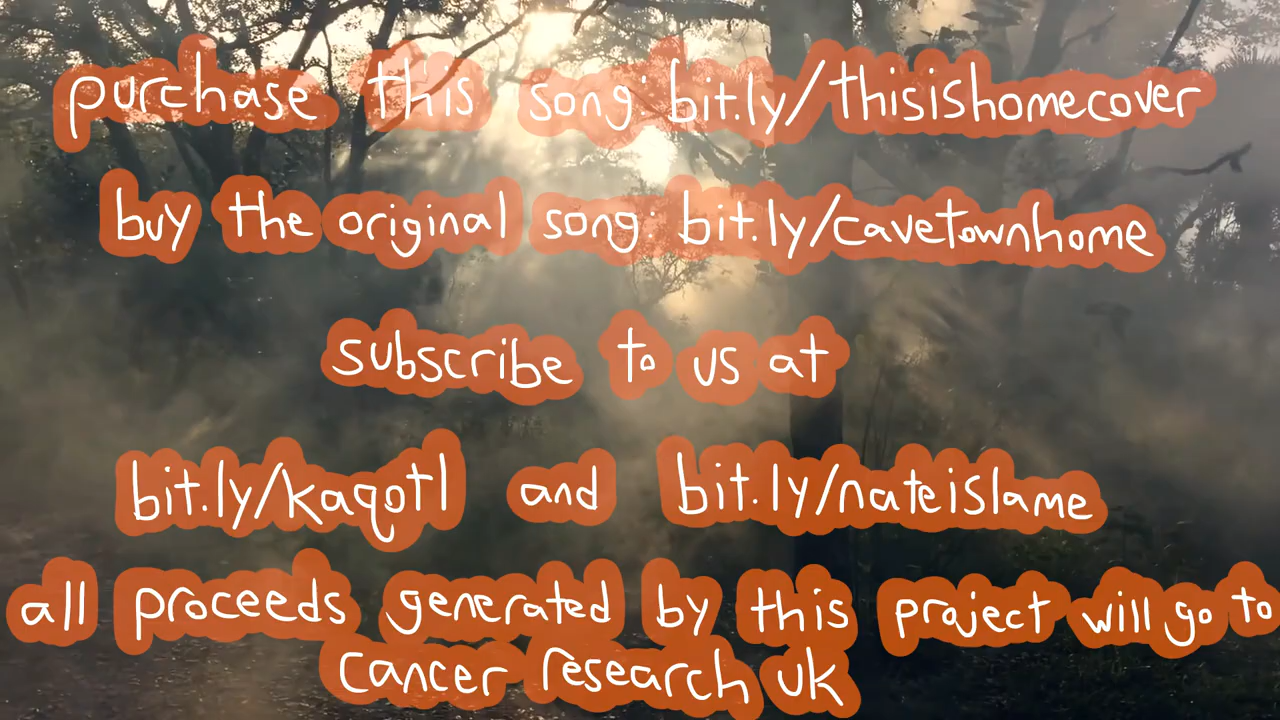 purchase this song: bit.ly/thisishomecover
buy the original song: bit.ly/cavetownhome
subscribe to us at
bit.ly/kaqotl and bit.ly/nateislame
all proceeds generated by this project will go to
cancer research uk